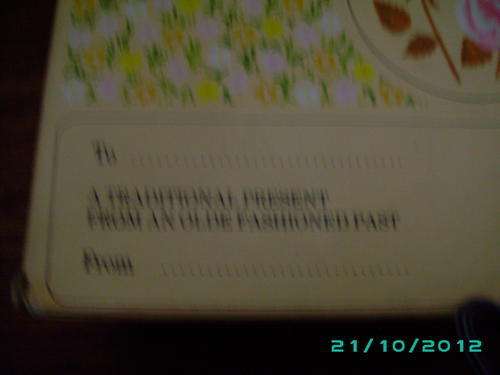 To ........................
A TRADITIONAL PRESENT
FROM AN OLDE FASHIONED PAST
From ........................
21/10/2012